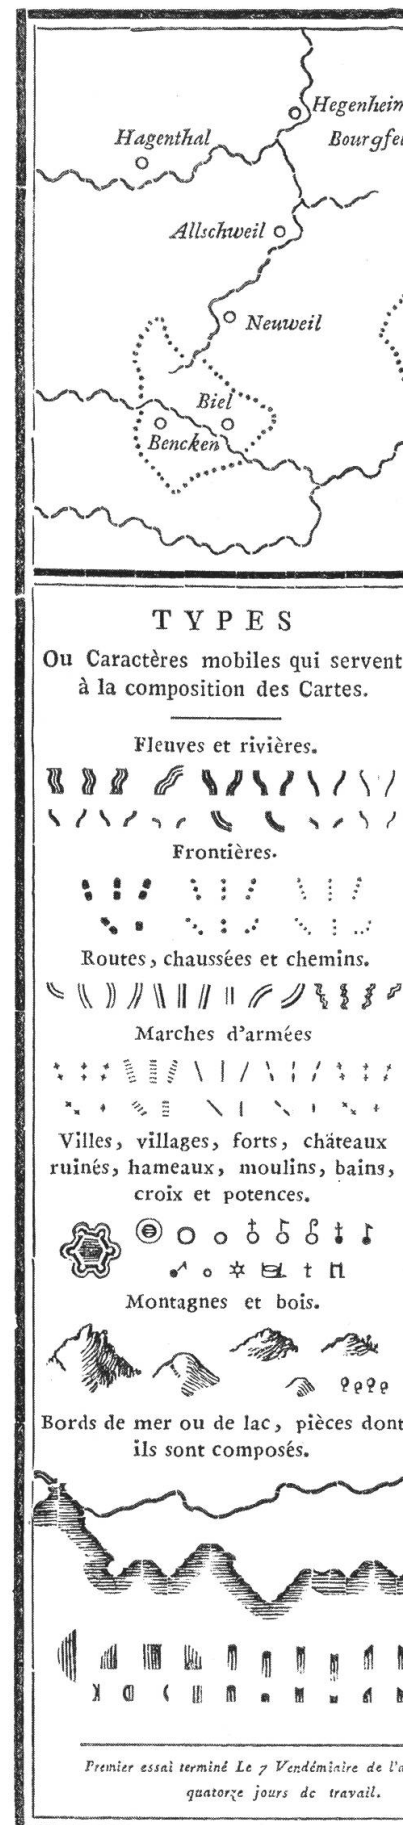 Hegenheim
Hagenthal
Bourgfel
Allschweil
Neuweil
Biel
Bencken
TYPES
Ou Caractères mobiles qui servent
à la composition des Cartes.
Fleuves et rivières.
Frontières.
Routes, chaussées et chemins.
Marches d'armées
Villes, villages, forts, châteaux
ruinés, hameaux, moulins, bains,
croix et potences.
Montagnes et bois.
Bords de mer ou de lac, pièces dont
ils sont composés.
Premier essai terminé Le 7 Vendémiaire de l'a
quatorze jours de travail.